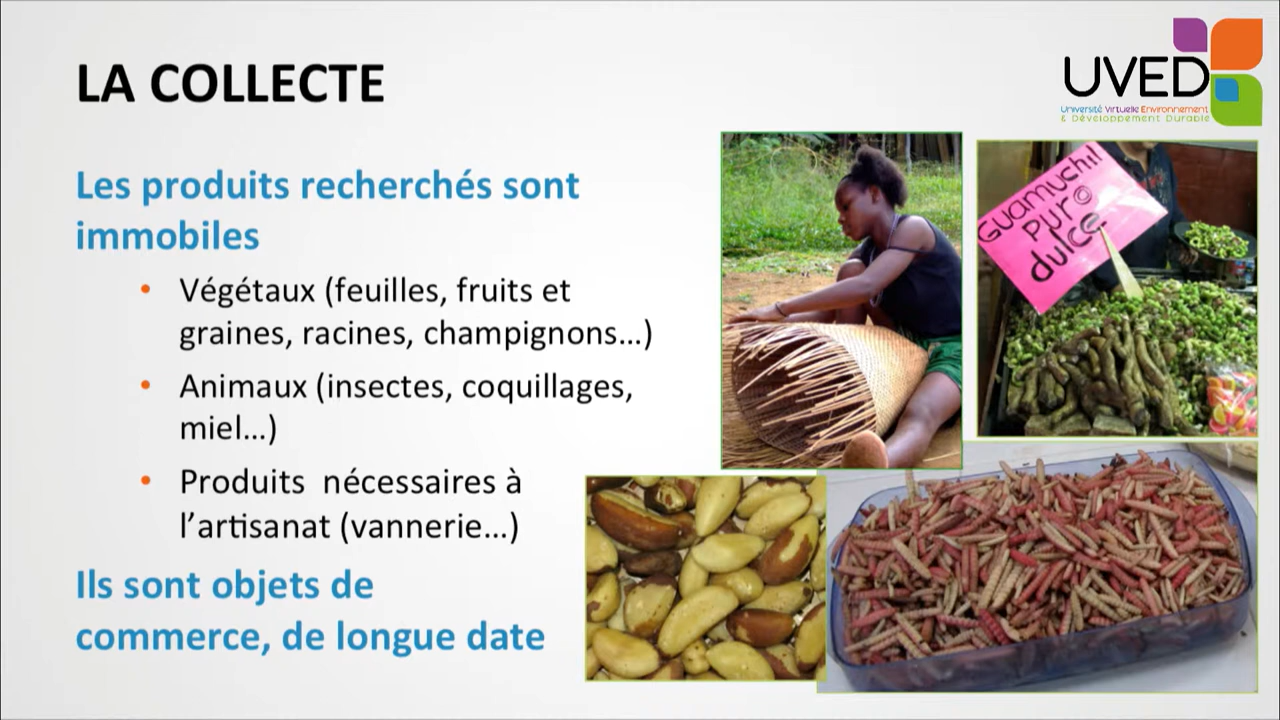 LA COLLECTE
UVED
Université Virtuelle Environnement
& Développement Durable
Les produits recherchés sont
immobiles
• Végétaux (feuilles, fruits et
graines, racines, champignons...)
• Animaux (insectes, coquillages,
miel...)
• Produits  nécessaires à
l'artisanat (vannerie...)
Ils sont objets de
commerce, de longue date
Guamuchil
puro
dulce